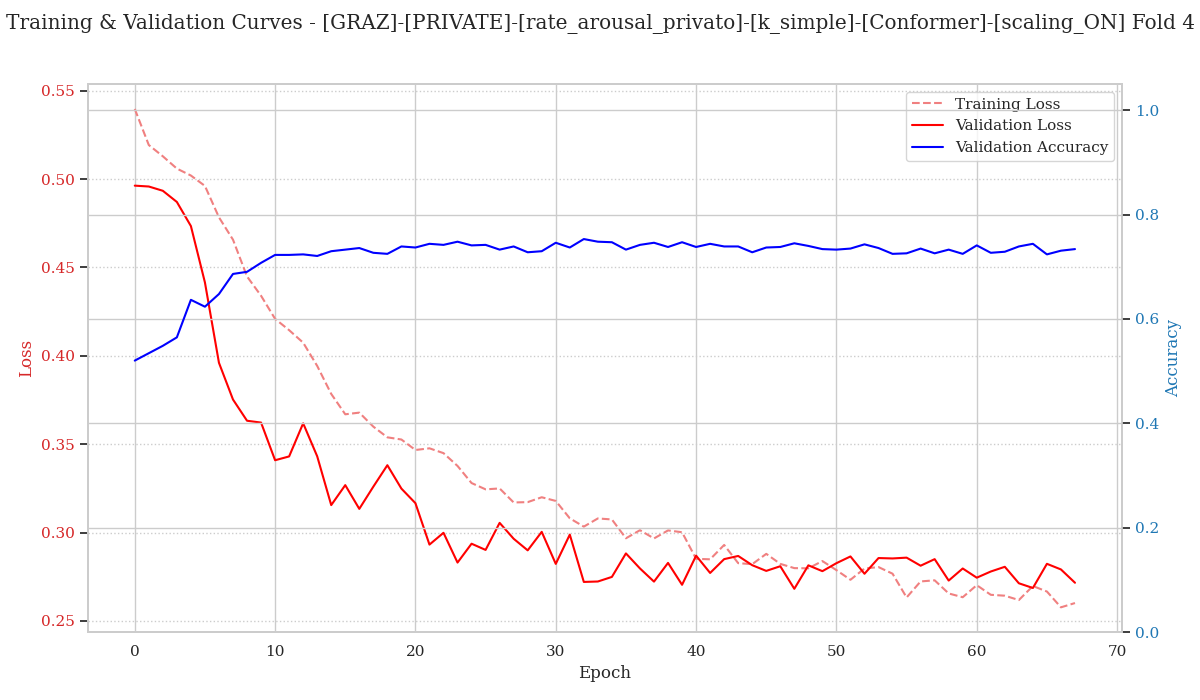 Training & Validation Curves - [GRAZ]-[PRIVATE]-[rate_arousal_privato]-[k_simple]-[Conformer]-[scaling_ON] Fold 4
Training Loss
Validation Loss
Validation Accuracy
0.55
0.50
0.45
0.40
0.35
0.30
0.25
Loss
1.0
0.8
0.6
0.4
0.2
0.0
Accuracy
0 10 20 30 40 50 60 70
Epoch